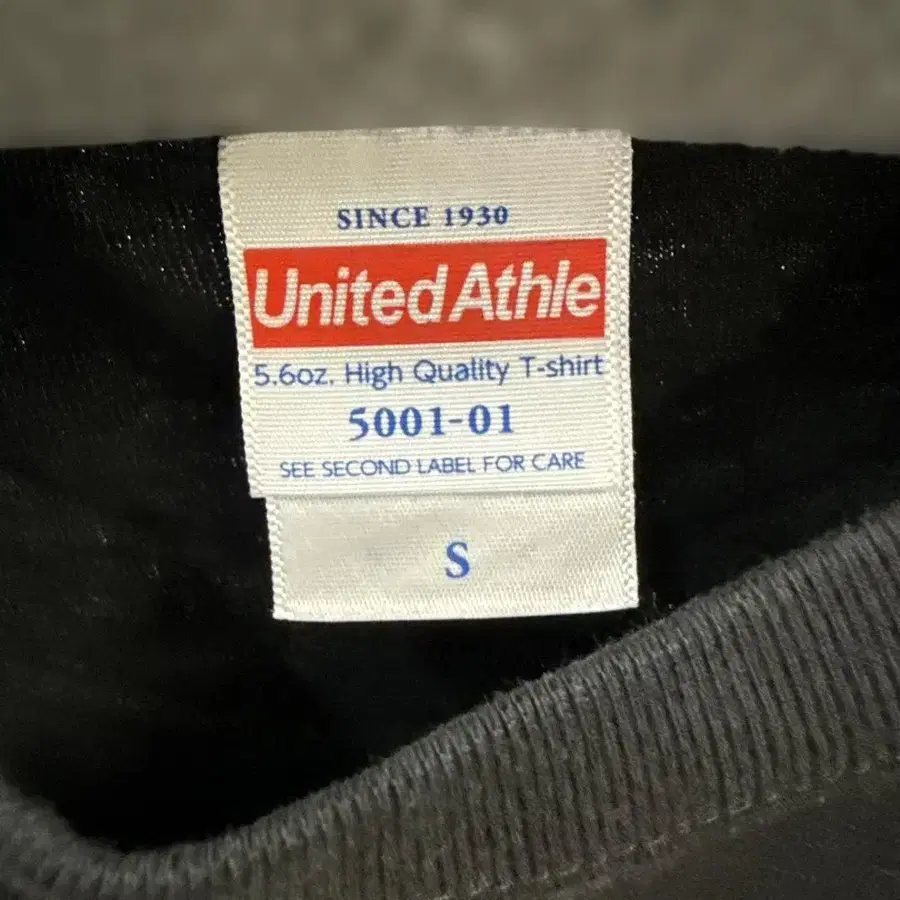 SINCE 1930
United Athle
5.6oz. High Quality T-shirt
5001-01
SEE SECOND LABEL FOR CARE
S